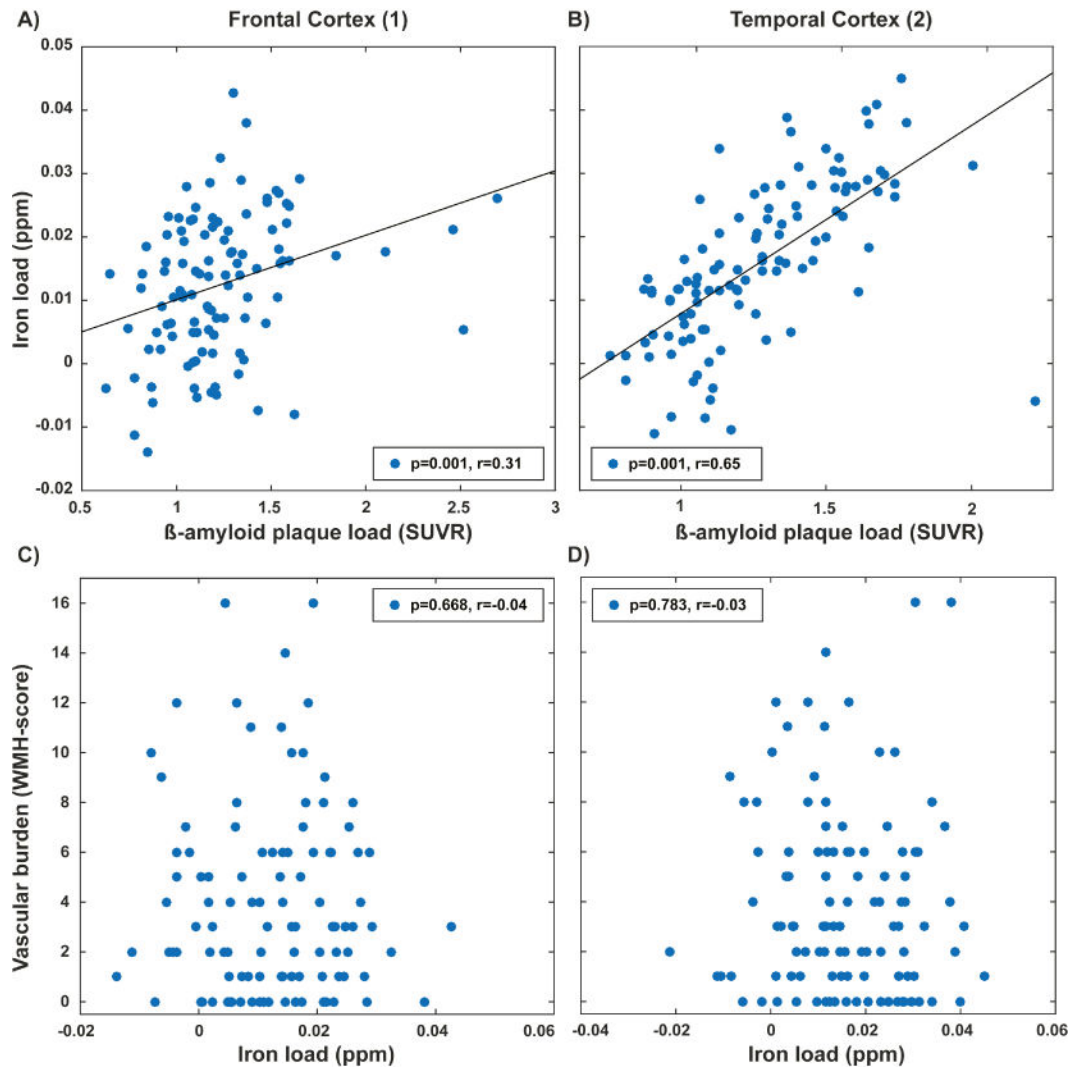 A) Frontal Cortex (1)
B) Temporal Cortex (2)
Iron load (ppm)
0.05
0.04
0.03
0.02
0.01
0
-0.01
-0.02
p=0.001, r=0.31
p=0.001, r=0.65
0.5 1 1.5 2 2.5 3
1 1.5 2
ß-amyloid plaque load (SUVR)
ß-amyloid plaque load (SUVR)
C)
D)
Vascular burden (WMH-score)
16
14
12
10
8
6
4
2
0
p=0.668, r=-0.04
p=0.783, r=-0.03
-0.02 0 0.02 0.04 0.06
-0.04 -0.02 0 0.02 0.04 0.06
Iron load (ppm)
Iron load (ppm)